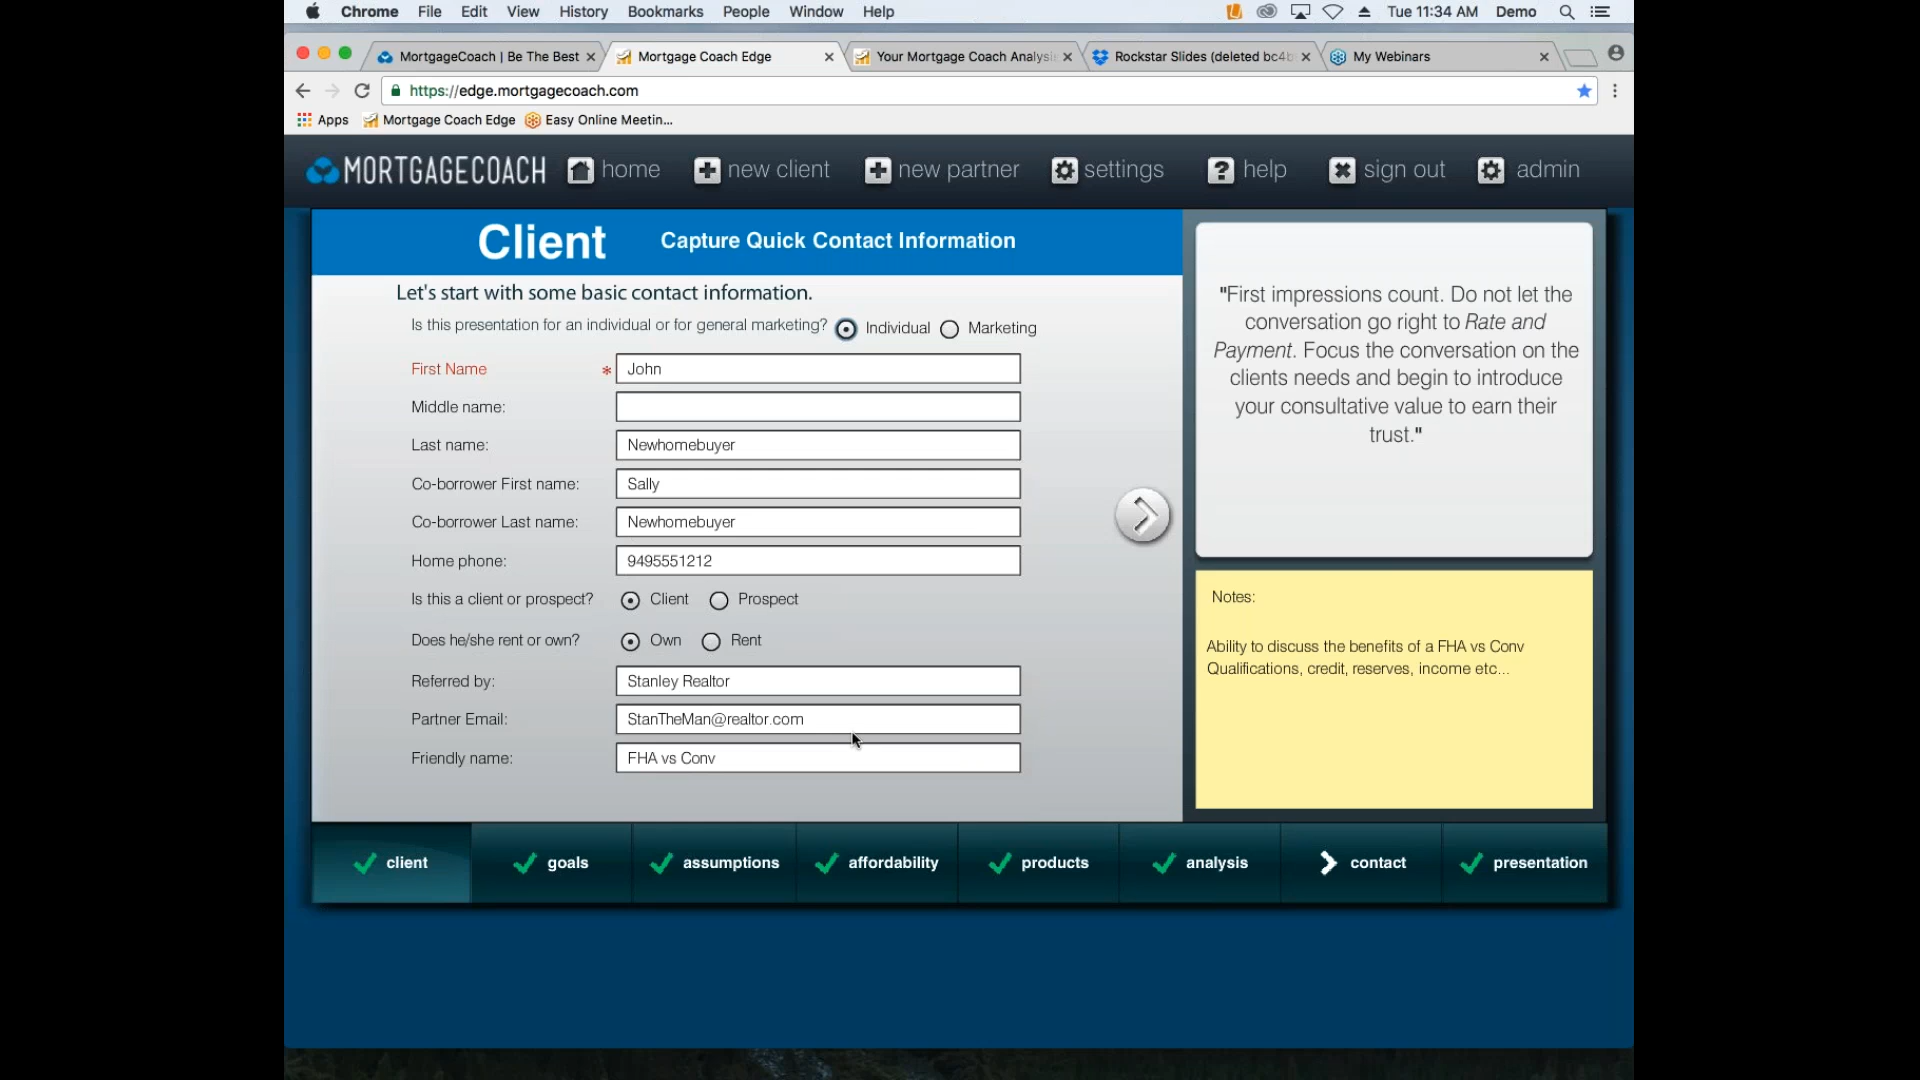 Chrome File Edit View History Bookmarks People Window Help Tue 11:34 AM Demo
MortgageCoach | Be The Best Mortgage Coach Edge Your Mortgage Coach Analysis Rockstar Slides (deleted bc4b My Webinars
https://edge.mortgagecoach.com
Apps Mortgage Coach Edge Easy Online Meetin...
MORTGAGECOACH home new client new partner settings help sign out admin
Client Capture Quick Contact Information
Let's start with some basic contact information.
Is this presentation for an individual or for general marketing? Individual Marketing
First Name * John
Middle name:
Last name: Newhomebuyer
Co-borrower First name: Sally
Co-borrower Last name: Newhomebuyer
Home phone: 9495551212
Is this a client or prospect? Client Prospect
Does he/she rent or own? Own Rent
Referred by: Stanley Realtor
Partner Email: StanTheMan@realtor.com
Friendly name: FHA vs Conv
"First impressions count. Do not let the
conversation go right to Rate and
Payment. Focus the conversation on the
clients needs and begin to introduce
your consultative value to earn their
trust."
Notes:
Ability to discuss the benefits of a FHA vs Conv
Qualifications, credit, reserves, income etc...
client goals assumptions affordability products analysis contact presentation